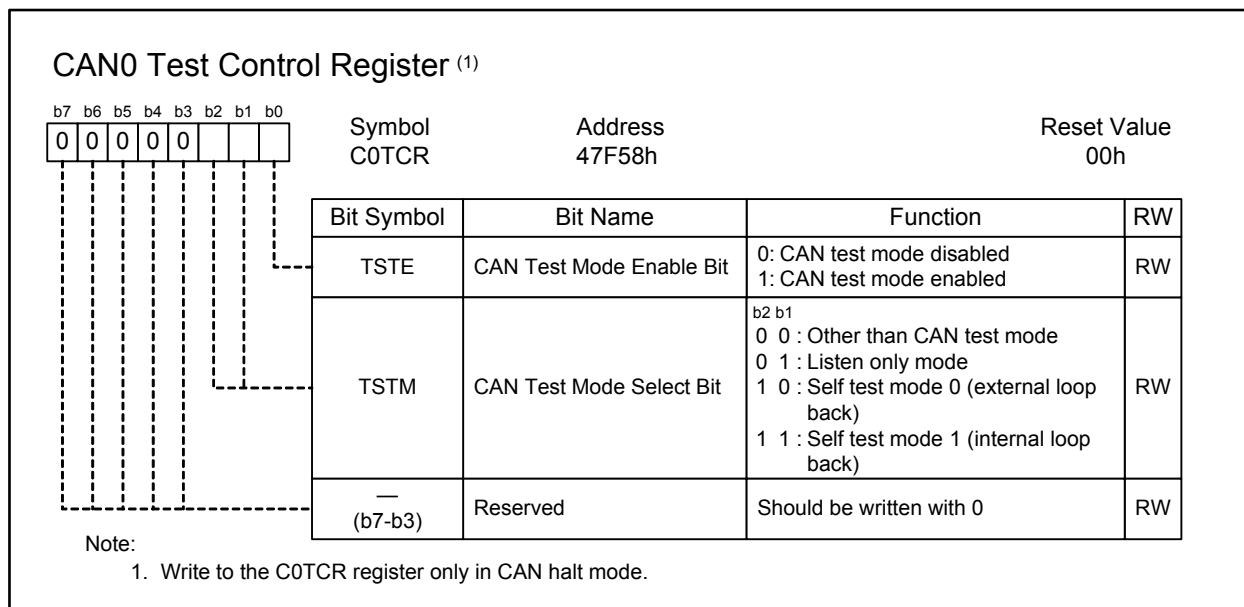 CAN0 Test Control Register (1)
b7 b6 b5 b4 b3 b2 b1 b0
0 0 0 0 0
Symbol Address Reset Value
C0TCR 47F58h 00h
Bit Symbol Bit Name Function RW
TSTE CAN Test Mode Enable Bit 0: CAN test mode disabled
1: CAN test mode enabled RW
TSTM CAN Test Mode Select Bit b2 b1
0 0 : Other than CAN test mode
0 1 : Listen only mode
1 0 : Self test mode 0 (external loop
back)
1 1 : Self test mode 1 (internal loop
back) RW
—
(b7-b3) Reserved Should be written with 0 RW
Note:
1. Write to the C0TCR register only in CAN halt mode.